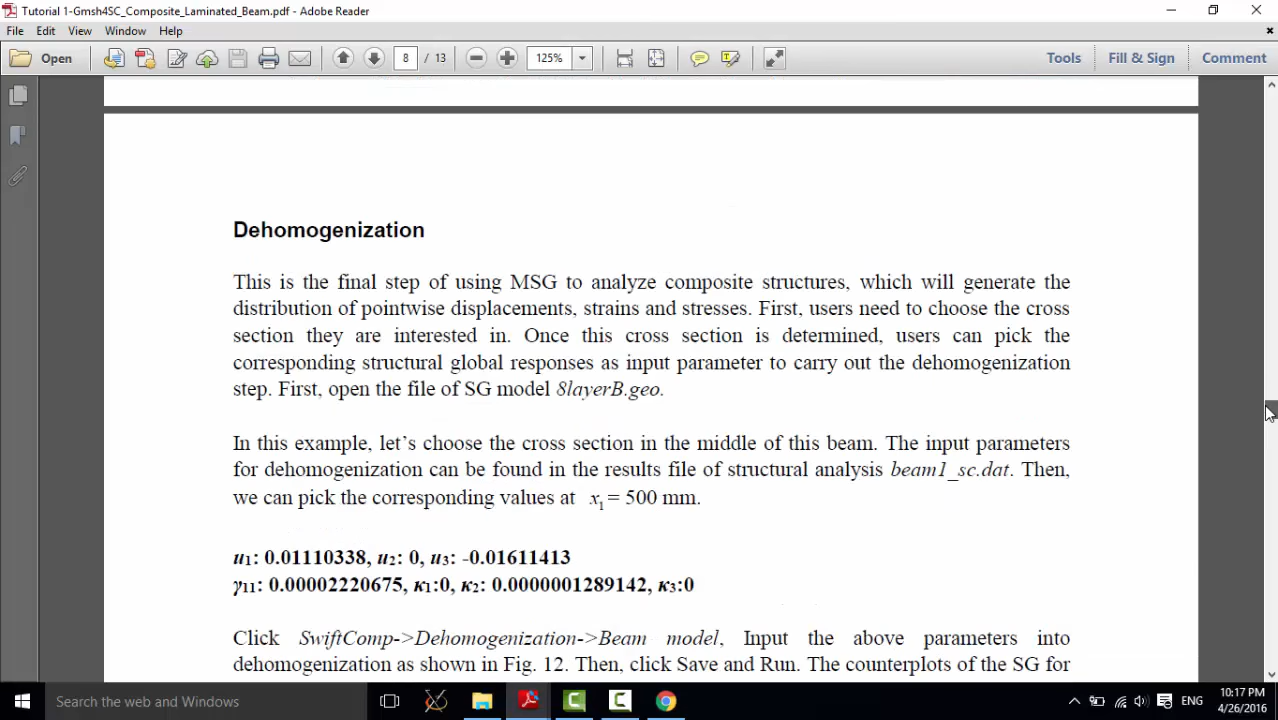 Tutorial 1-Gmsh4SC_Composite_Laminated_Beam.pdf - Adobe Reader
File Edit View Window Help
Open 8 / 13 125% Tools Fill & Sign Comment
Dehomogenization
This is the final step of using MSG to analyze composite structures, which will generate the
distribution of pointwise displacements, strains and stresses. First, users need to choose the cross
section they are interested in. Once this cross section is determined, users can pick the
corresponding structural global responses as input parameter to carry out the dehomogenization
step. First, open the file of SG model 8layerB.geo.
In this example, let's choose the cross section in the middle of this beam. The input parameters
for dehomogenization can be found in the results file of structural analysis beam1_sc.dat. Then,
we can pick the corresponding values at x₁ = 500 mm.
u₁: 0.01110338, u₂: 0, u₃: -0.01611413
γ₁₁: 0.00002220675, κ₁:0, κ₂: 0.0000001289142, κ₃:0
Click SwiftComp->Dehomogenization->Beam model, Input the above parameters into
dehomogenization as shown in Fig. 12. Then, click Save and Run. The counterplots of the SG for
Search the web and Windows
ENG
10:17 PM
4/26/2016